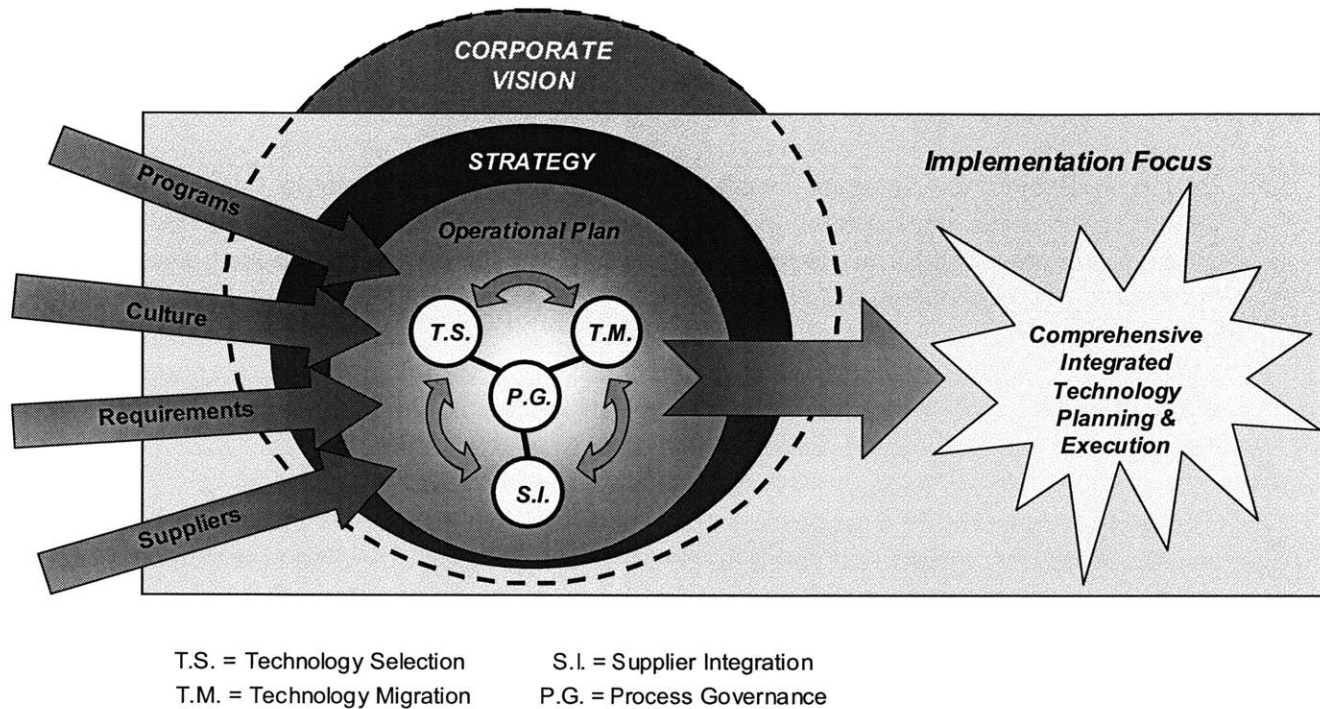 CORPORATE
VISION
STRATEGY
Implementation Focus
Programs
Operational Plan
Culture
T.S.
T.M.
Comprehensive
Integrated
Technology
Planning &
Execution
P.G.
Requirements
S.I.
Suppliers
T.S. = Technology Selection
S.I. = Supplier Integration
T.M. = Technology Migration
P.G. = Process Governance